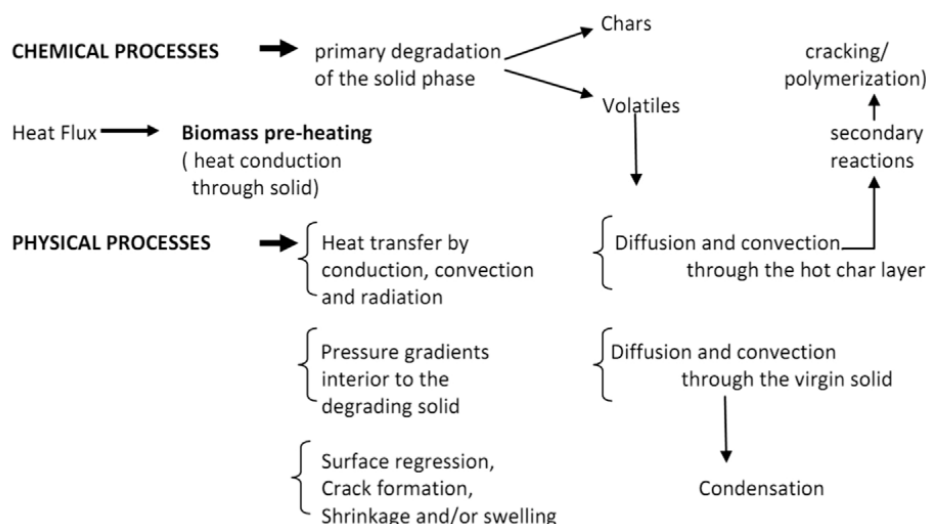 CHEMICAL PROCESSES
primary degradation
of the solid phase
Chars
Volatiles
cracking/
polymerization)
secondary
reactions
Heat Flux
Biomass pre-heating
( heat conduction
through solid)
PHYSICAL PROCESSES
Heat transfer by
conduction, convection
and radiation
Diffusion and convection
through the hot char layer
Pressure gradients
interior to the
degrading solid
Diffusion and convection
through the virgin solid
Surface regression,
Crack formation,
Shrinkage and/or swelling
Condensation